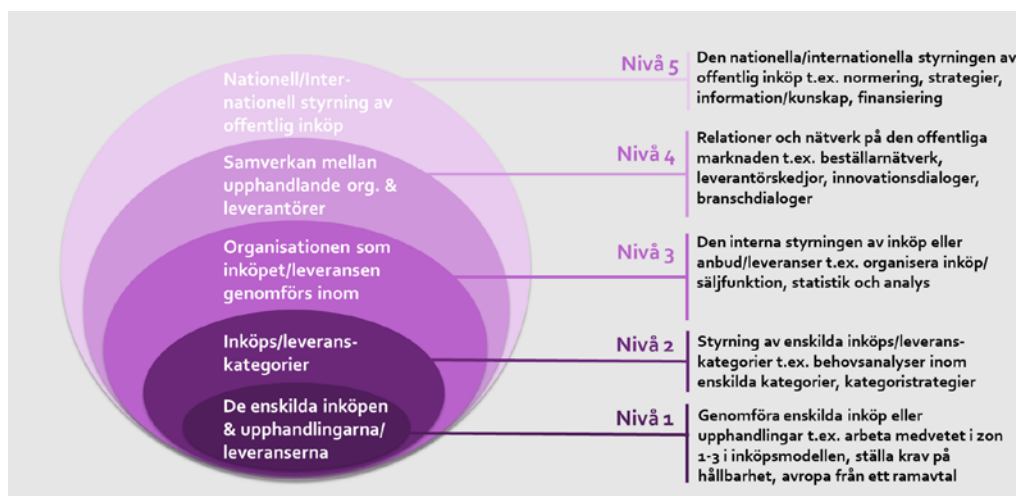 Nationell/Inter-
nationell styrning av
offentlig inköp
Nivå 5
Den nationella/internationella styrningen av
offentlig inköp t.ex. normering, strategier,
information/kunskap, finansiering
Samverkan mellan
upphandlande org. &
leverantörer
Nivå 4
Relationer och nätverk på den offentliga
marknaden t.ex. beställarnätverk,
leverantörskedjor, innovationsdialoger,
branschdialoger
Organisationen som
inköpet/leveransen
genomförs inom
Nivå 3
Den interna styrningen av inköp eller
anbud/leveranser t.ex. organisera inköp/
säljfunktion, statistik och analys
Inköps/leverans-
kategorier
Nivå 2
Styrning av enskilda inköps/leverans-
kategorier t.ex. behovsanalyser inom
enskilda kategorier, kategoristrategier
De enskilda inköpen
& upphandlingarna/
leveranserna
Nivå 1
Genomföra enskilda inköp eller
upphandlingar t.ex. arbeta medvetet i zon
1-3 i inköpsmodellen, ställa krav på
hållbarhet, avropa från ett ramavtal